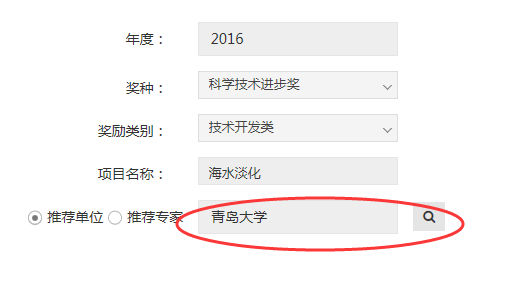 年度： 2016
奖种： 科学技术进步奖
奖励类别： 技术开发类
项目名称： 海水淡化
推荐单位 推荐专家 青岛大学